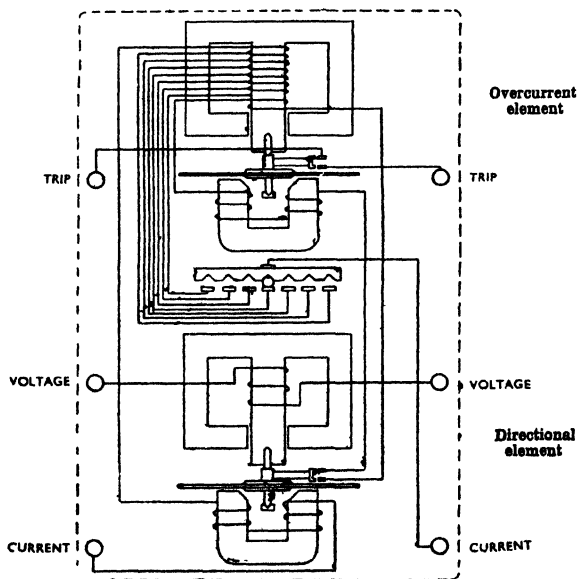 Overcurrent
element
TRIP
TRIP
VOLTAGE
VOLTAGE
Directional
element
CURRENT
CURRENT